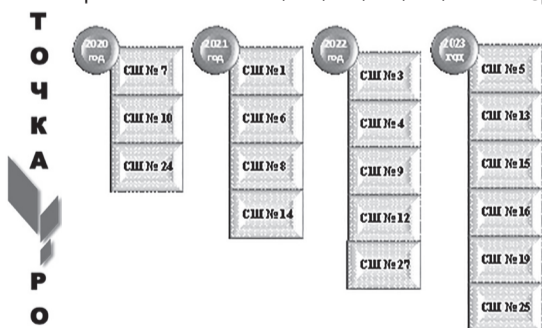 Т
О
Ч
К
А
Р
О
2020
год
СШ № 7
СШ № 10
СШ № 24
2021
год
СШ № 1
СШ № 6
СШ № 8
СШ № 14
2022
год
СШ № 3
СШ № 4
СШ № 9
СШ № 12
СШ № 27
2023
год
СШ № 5
СШ № 13
СШ № 15
СШ № 16
СШ № 19
СШ № 25